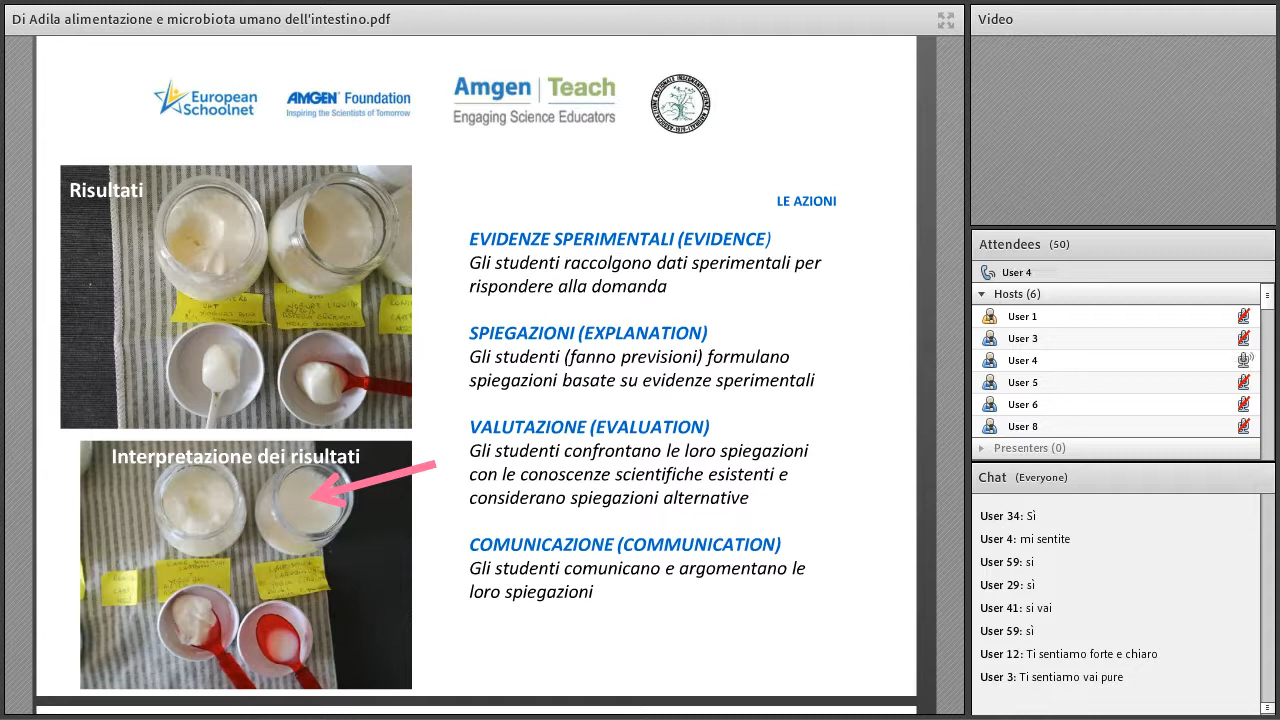 Di Adila alimentazione e microbiota umano dell'intestino.pdf
European
Schoolnet
AMGEN Foundation
Inspiring the Scientists of Tomorrow
Amgen Teach
Engaging Science Educators
Risultati
Interpretazione dei risultati
LE AZIONI
EVIDENZE SPERIMENTALI (EVIDENCE)
Gli studenti raccolgono dati sperimentali per
rispondere alla domanda
SPIEGAZIONI (EXPLANATION)
Gli studenti (fanno previsioni) formulano
spiegazioni basate su evidenze sperimentali
VALUTAZIONE (EVALUATION)
Gli studenti confrontano le loro spiegazioni
con le conoscenze scientifiche esistenti e
considerano spiegazioni alternative
COMUNICAZIONE (COMMUNICATION)
Gli studenti comunicano e argomentano le
loro spiegazioni
Video
Attendees (50)
User 4
Hosts (6)
User 1
User 3
User 4
User 5
User 6
User 8
Presenters (0)
Chat (Everyone)
User 34: Sì
User 4: mi sentite
User 59: si
User 29: sì
User 41: si vai
User 59: sì
User 12: Ti sentiamo forte e chiaro
User 3: Ti sentiamo vai pure